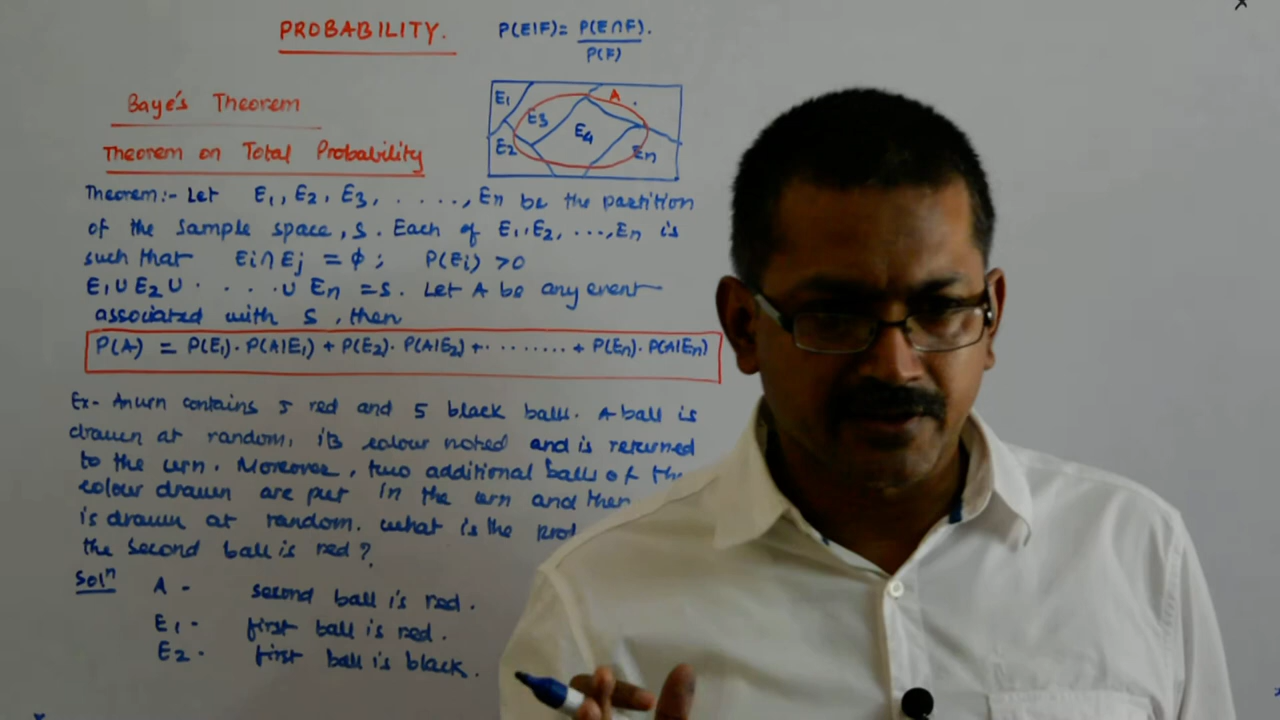 PROBABILITY.
P(E|F) = P(E∩F).
P(F)
Baye's Theorem
Theorem on Total Probability
E1
E2
E3
E4
A
En
Theorem:- Let E1, E2, E3, . . . . ., En be the partition
of the sample space, S. Each of E1, E2, ..., En is
such that Ei∩Ej = ϕ ; P(Ei) >0
E1 ∪ E2 ∪ . . . . ∪ En = S. Let A be any event
associated with S, then
P(A) = P(E1). P(A|E1) + P(E2). P(A|E2) + ........ + P(En). P(A|En)
Ex- An urn contains 5 red and 5 black balls. A ball is
drawn at random, its colour noted and is returned
to the urn. Moreover, two additional balls of the
colour drawn are put in the urn and then
is drawn at random. what is the
the second ball is red?
Solⁿ A - second ball is red.
E1 - first ball is red.
E2 - first ball is black.